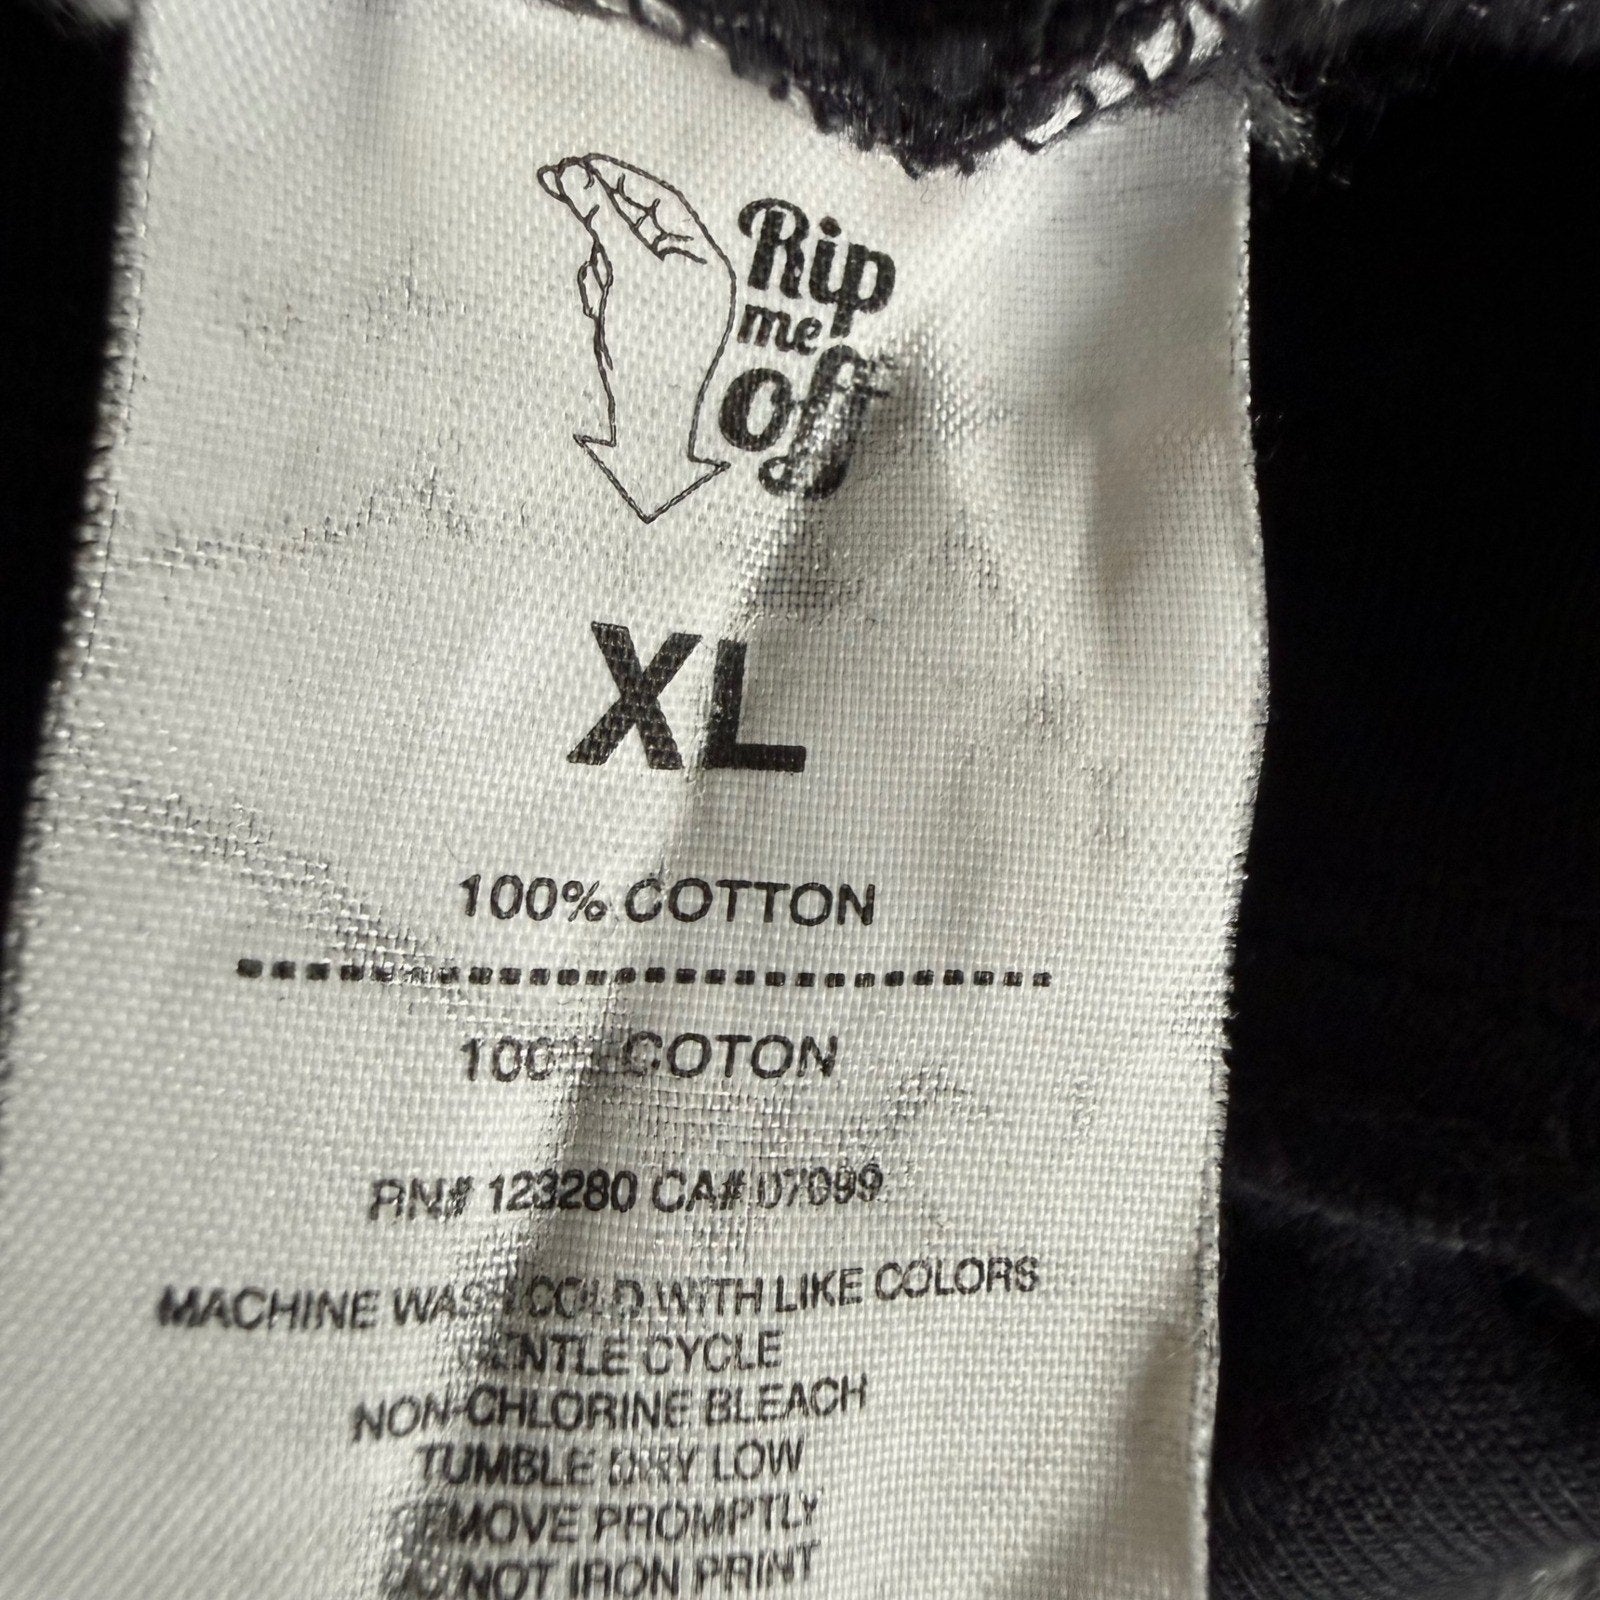 Rip
me
off
XL
100% COTTON
100% COTON
RN# 123280 CA# 07099
MACHINE WASH COLD WITH LIKE COLORS
GENTLE CYCLE
NON-CHLORINE BLEACH
TUMBLE DRY LOW
REMOVE PROMPTLY
DO NOT IRON PRINT